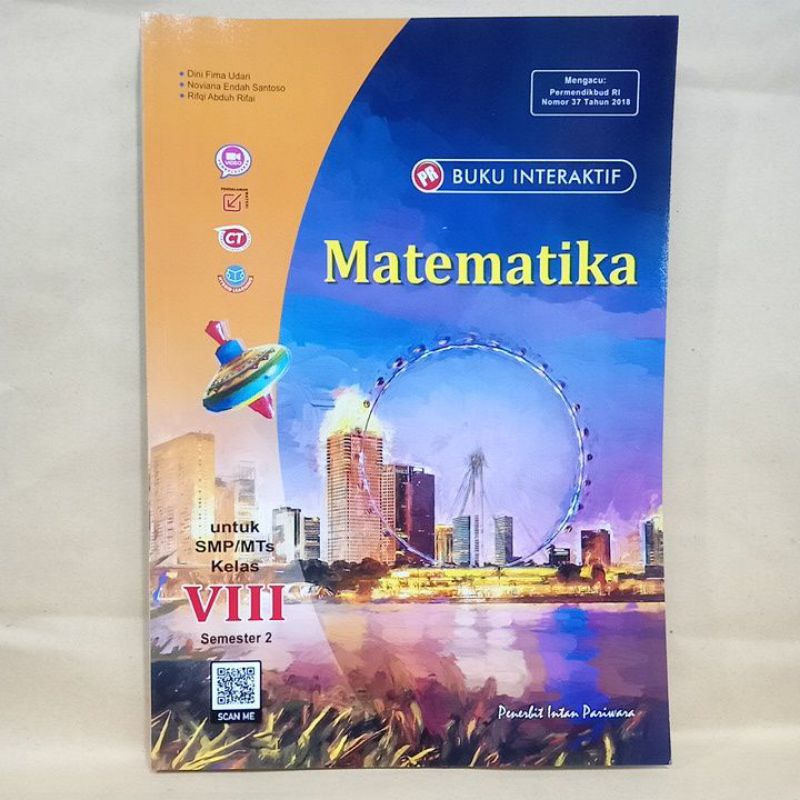 Dini Fima Udari
Noviana Endah Santoso
Rifqi Abduh Rifai
Mengacu:
Permendikbud RI
Nomor 37 Tahun 2018
VIDEO
CT
PR BUKU INTERAKTIF
Matematika
untuk
SMP/MTs
Kelas
VIII
Semester 2
SCAN ME
Penerbit Intan Pariwara